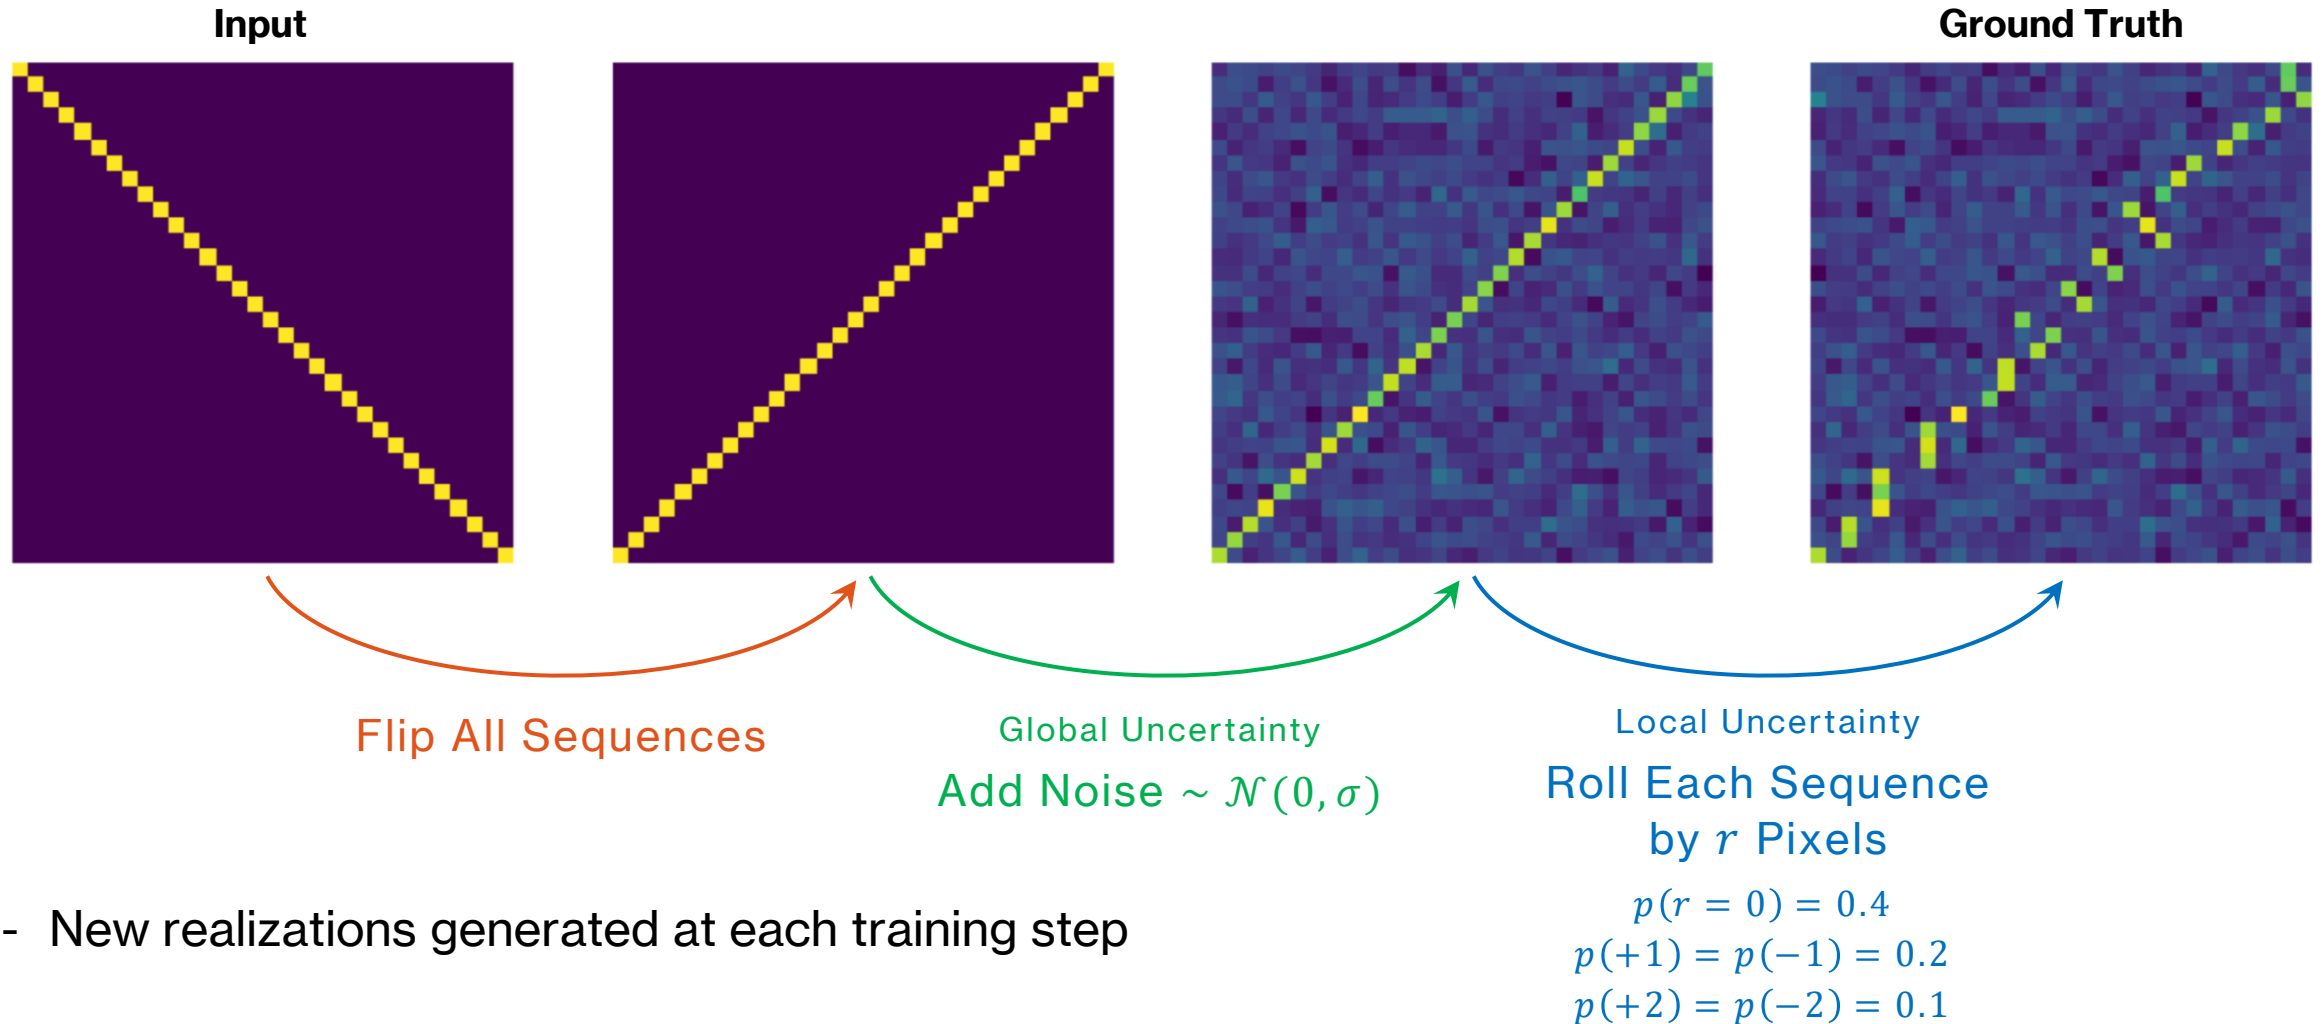 Input
Ground Truth
Flip All Sequences
Global Uncertainty
Add Noise ~ 𝒩(0, σ)
Local Uncertainty
Roll Each Sequence
by r Pixels
p(r = 0) = 0.4
p(+1) = p(−1) = 0.2
p(+2) = p(−2) = 0.1
- New realizations generated at each training step